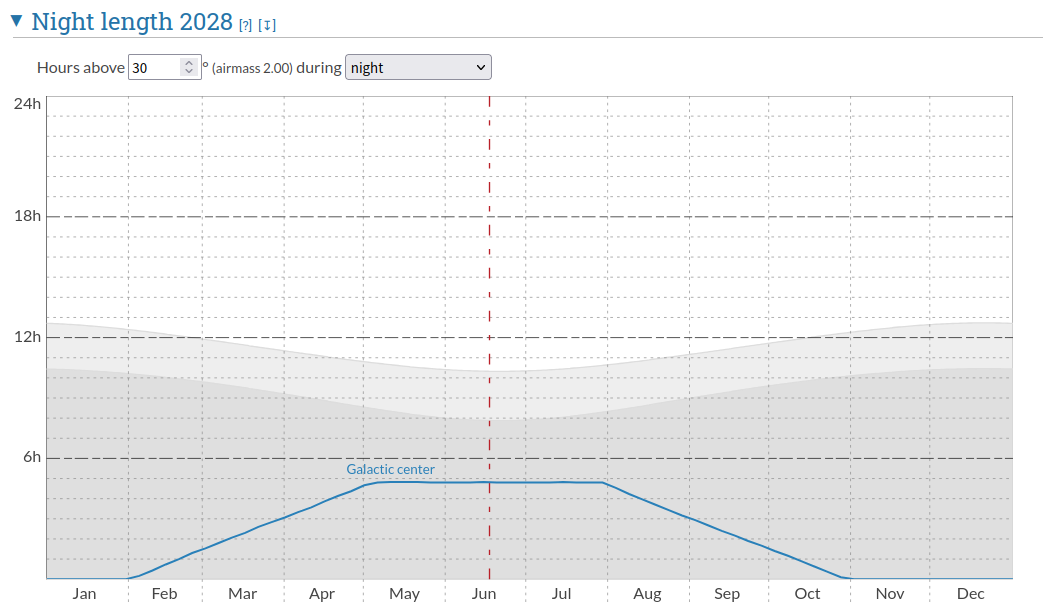 ▼ Night length 2028 [?] [↧]
Hours above 30 ° (airmass 2.00) during night
24h
18h
12h
6h
Galactic center
Jan Feb Mar Apr May Jun Jul Aug Sep Oct Nov Dec